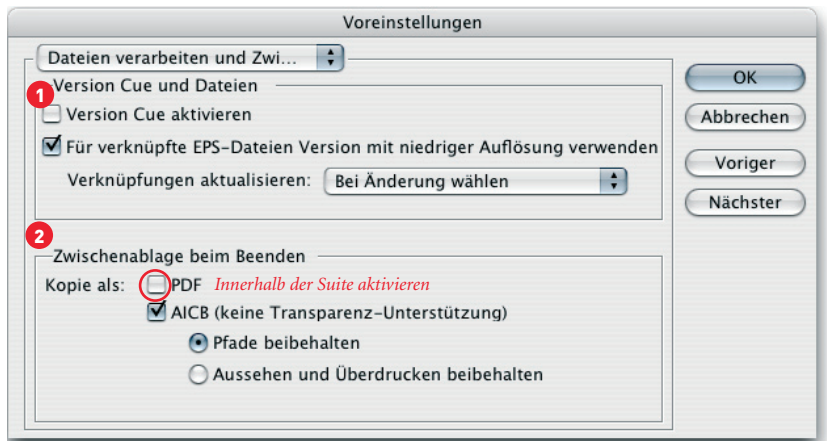 Voreinstellungen
Dateien verarbeiten und Zwi...
1
Version Cue und Dateien
Version Cue aktivieren
Für verknüpfte EPS-Dateien Version mit niedriger Auflösung verwenden
Verknüpfungen aktualisieren: Bei Änderung wählen
OK
Abbrechen
Voriger
Nächster
2
Zwischenablage beim Beenden
Kopie als: PDF Innerhalb der Suite aktivieren
AICB (keine Transparenz-Unterstützung)
Pfade beibehalten
Aussehen und Überdrucken beibehalten